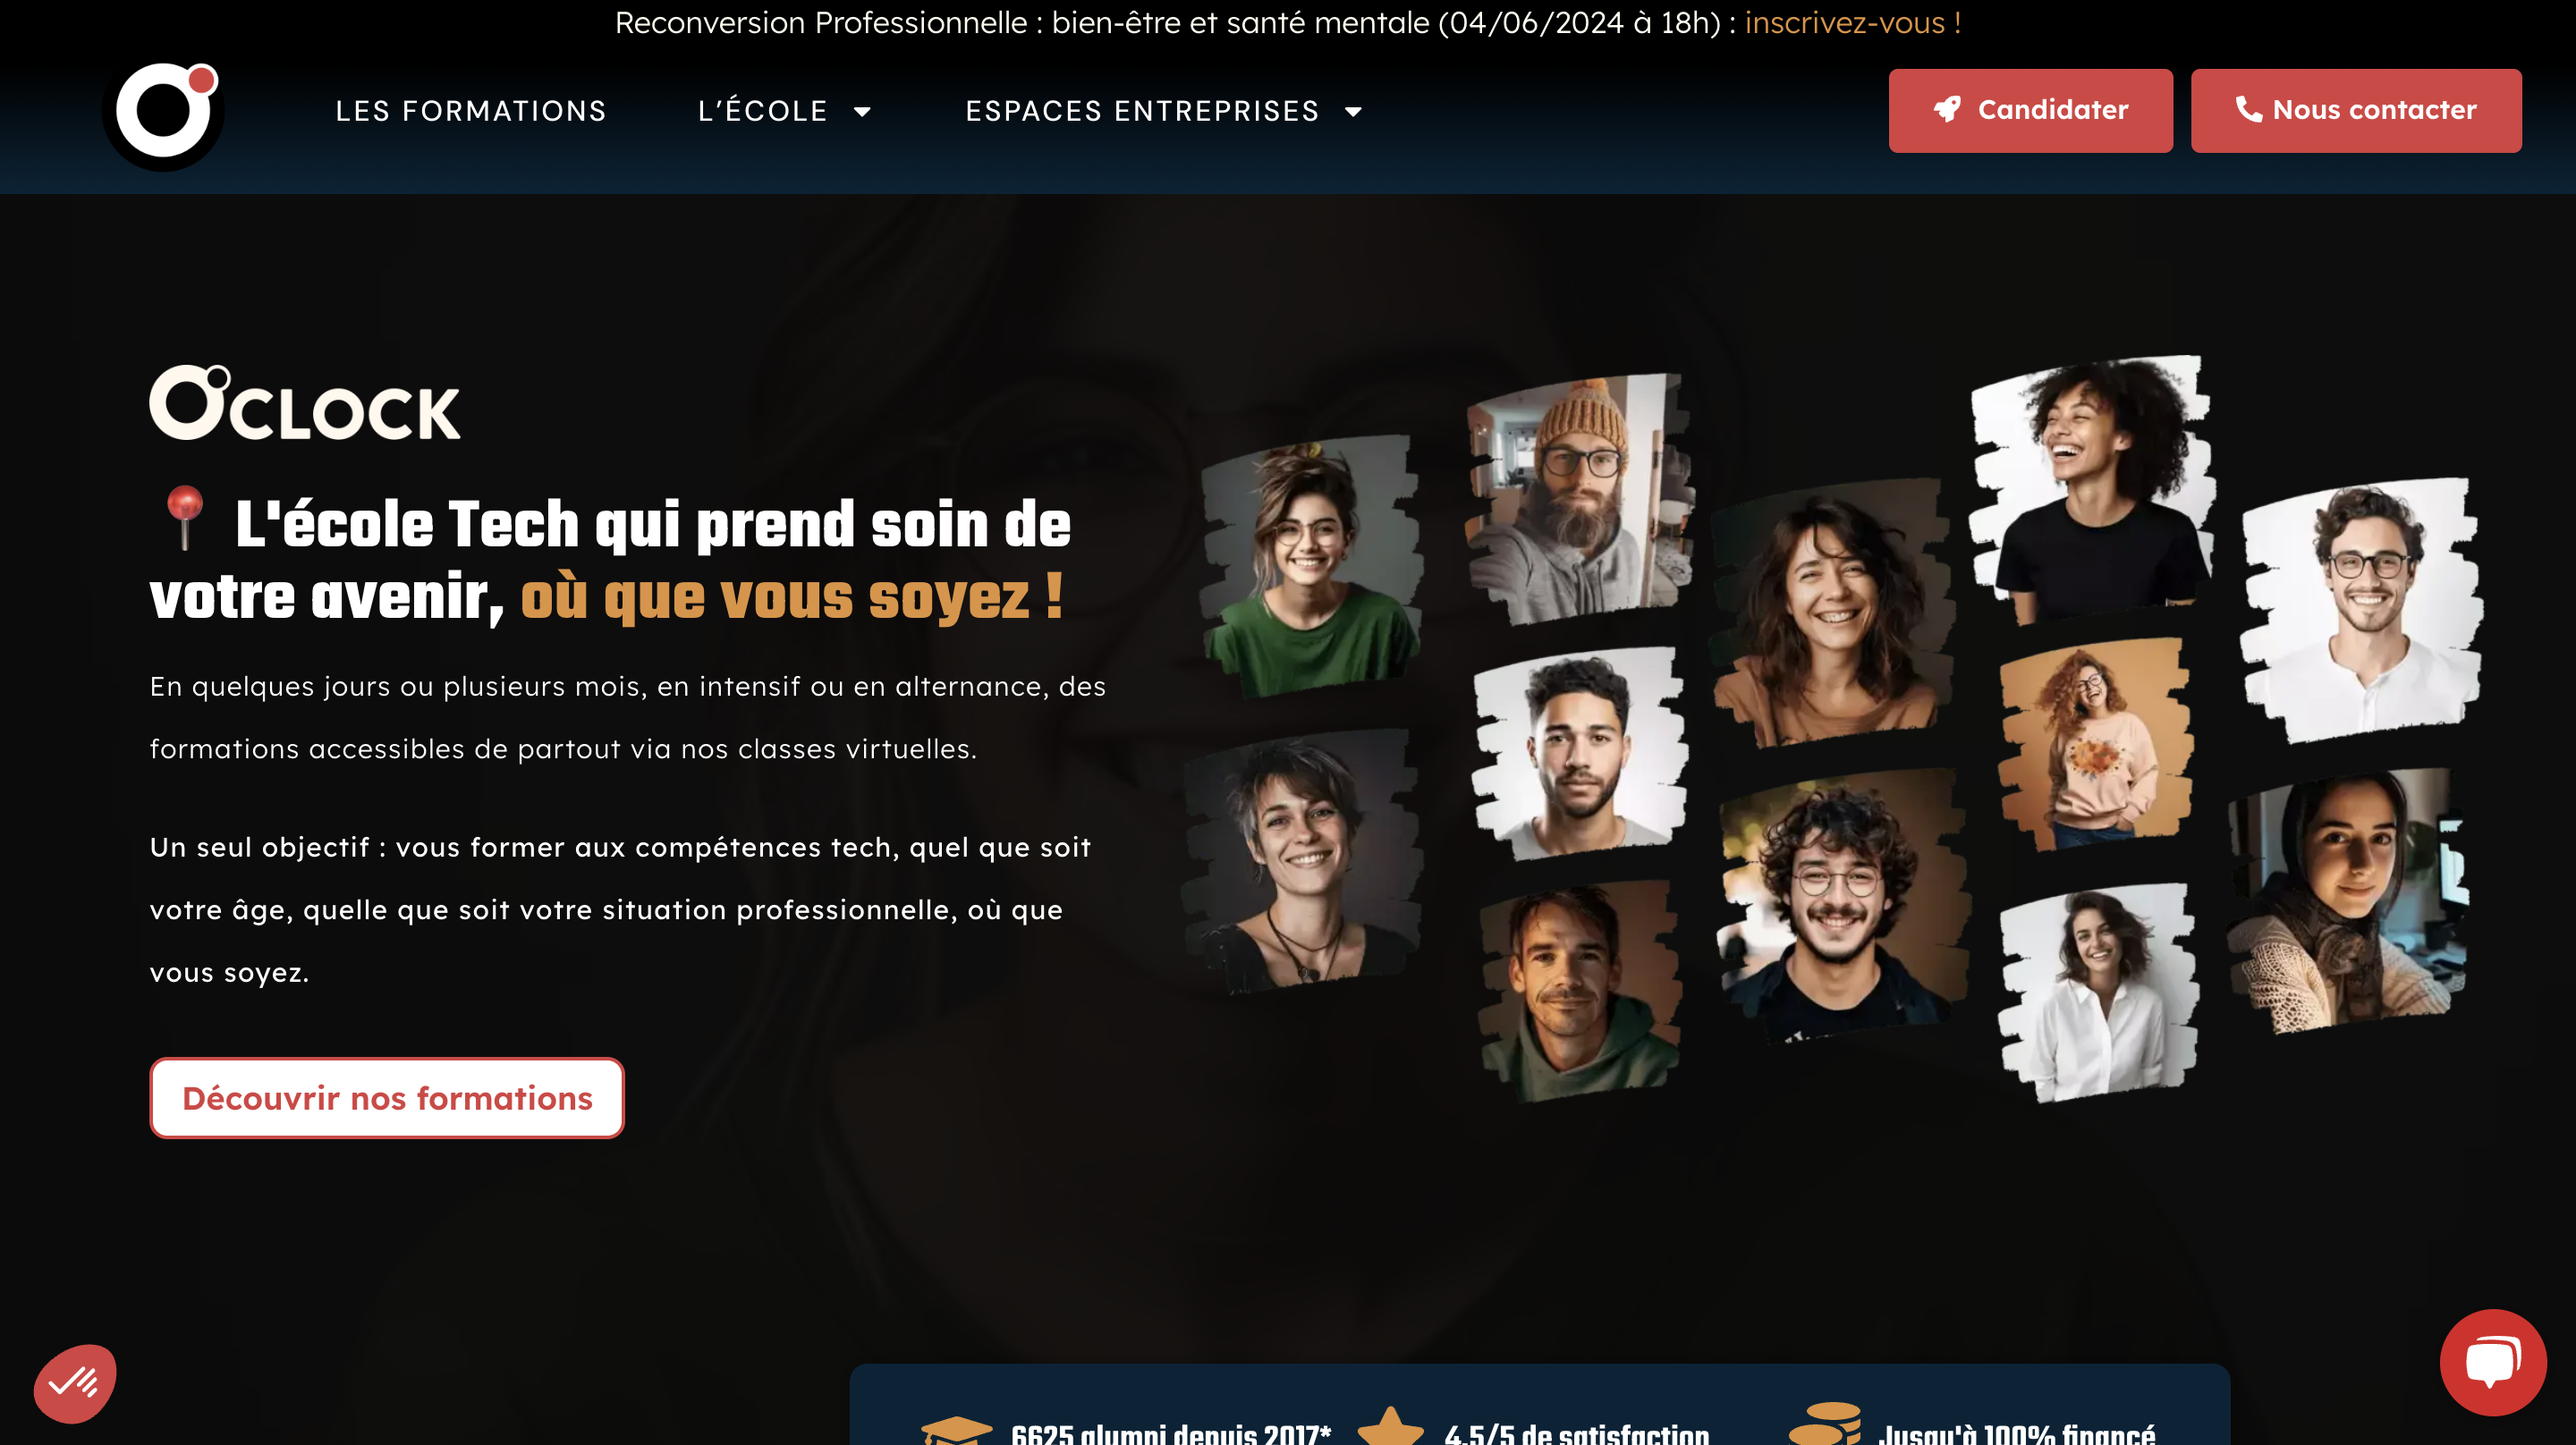 Reconversion Professionnelle : bien-être et santé mentale (04/06/2024 à 18h) : inscrivez-vous !
LES FORMATIONS
L’ÉCOLE
ESPACES ENTREPRISES
Candidater
Nous contacter
O'CLOCK
L'école Tech qui prend soin de
votre avenir, où que vous soyez !
En quelques jours ou plusieurs mois, en intensif ou en alternance, des
formations accessibles de partout via nos classes virtuelles.
Un seul objectif : vous former aux compétences tech, quel que soit
votre âge, quelle que soit votre situation professionnelle, où que
vous soyez.
Découvrir nos formations
6625 alumni depuis 2017*
4.5/5 de satisfaction
Jusqu'à 100% financé